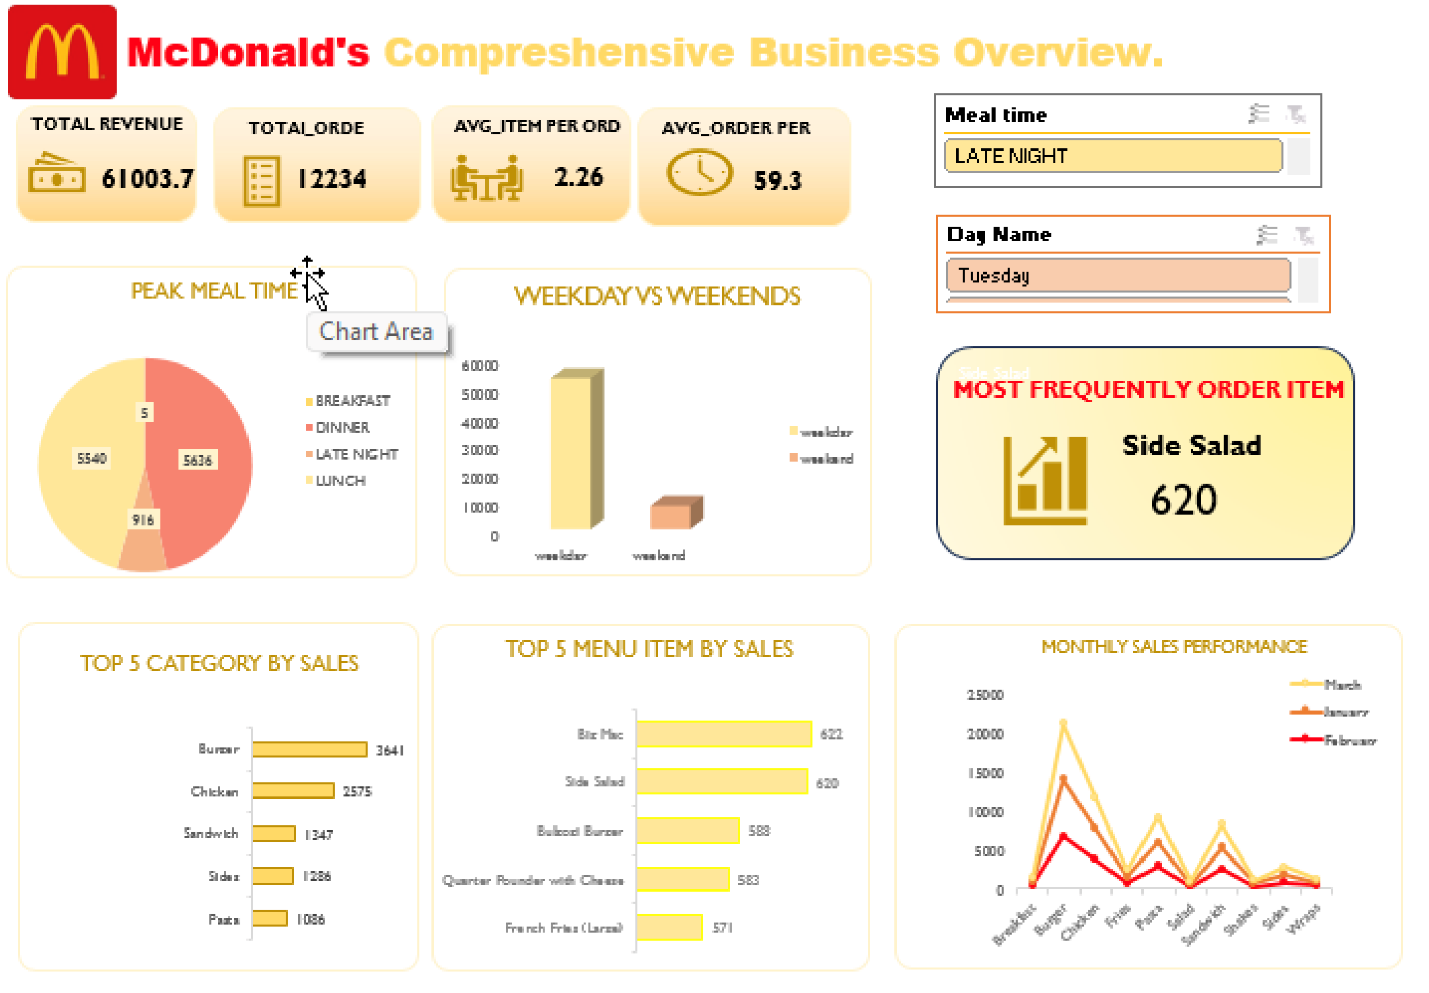 McDonald's Compreshensive Business Overview.
TOTAL REVENUE
61003.7
TOTAL_ORDE
12234
AVG_ITEM PER ORD
2.26
AVG_ORDER PER
59.3
Meal time
LATE NIGHT
Day Name
Tuesday
PEAK MEAL TIME
Chart Area
5
5540
5636
916
BREAKFAST
DINNER
LATE NIGHT
LUNCH
WEEKDAY VS WEEKENDS
60000
50000
40000
30000
20000
10000
0
weekday
weekend
weekday
weekend
Side Salad
MOST FREQUENTLY ORDER ITEM
Side Salad
620
TOP 5 CATEGORY BY SALES
Burger 3641
Chicken 2575
Sandwich 1347
Sides 1286
Pasta 1086
TOP 5 MENU ITEM BY SALES
Big Mac 622
Side Salad 620
Bulgogi Burger 588
Quarter Pounder with Cheese 583
French Fries (Large) 571
MONTHLY SALES PERFORMANCE
March
January
February
25000
20000
15000
10000
5000
0
Breakfast
Burger
Chicken
Fries
Pasta
Salad
Sandwich
Shakes
Sides
Wraps